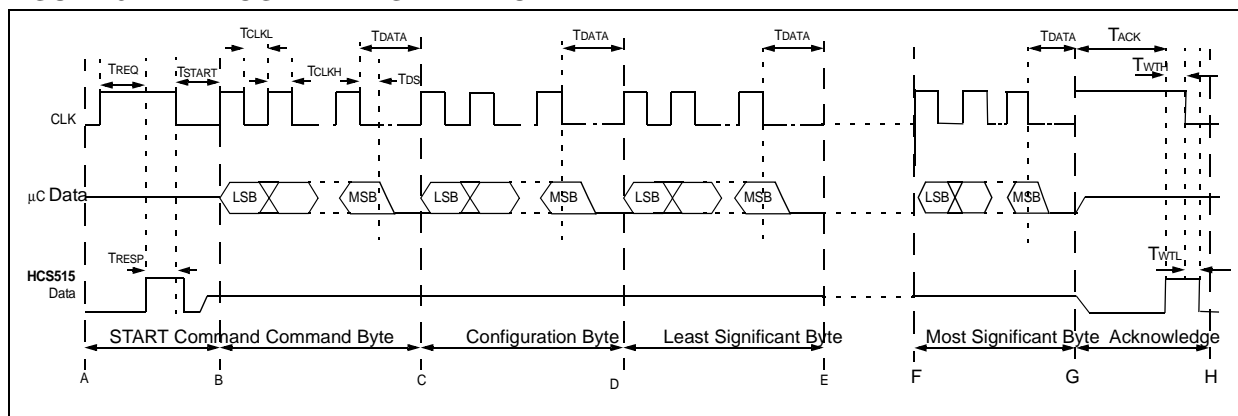 TDATA TDATA TDATA TDATA TACK
TCLKL
TREQ TSTART TCLKH TDS TWTH
CLK
µC Data LSB MSB LSB MSB LSB MSB LSB MSB
TRESP TWTL
HCS515
Data
START Command Command Byte Configuration Byte Least Significant Byte Most Significant Byte Acknowledge
A B C D E F G H